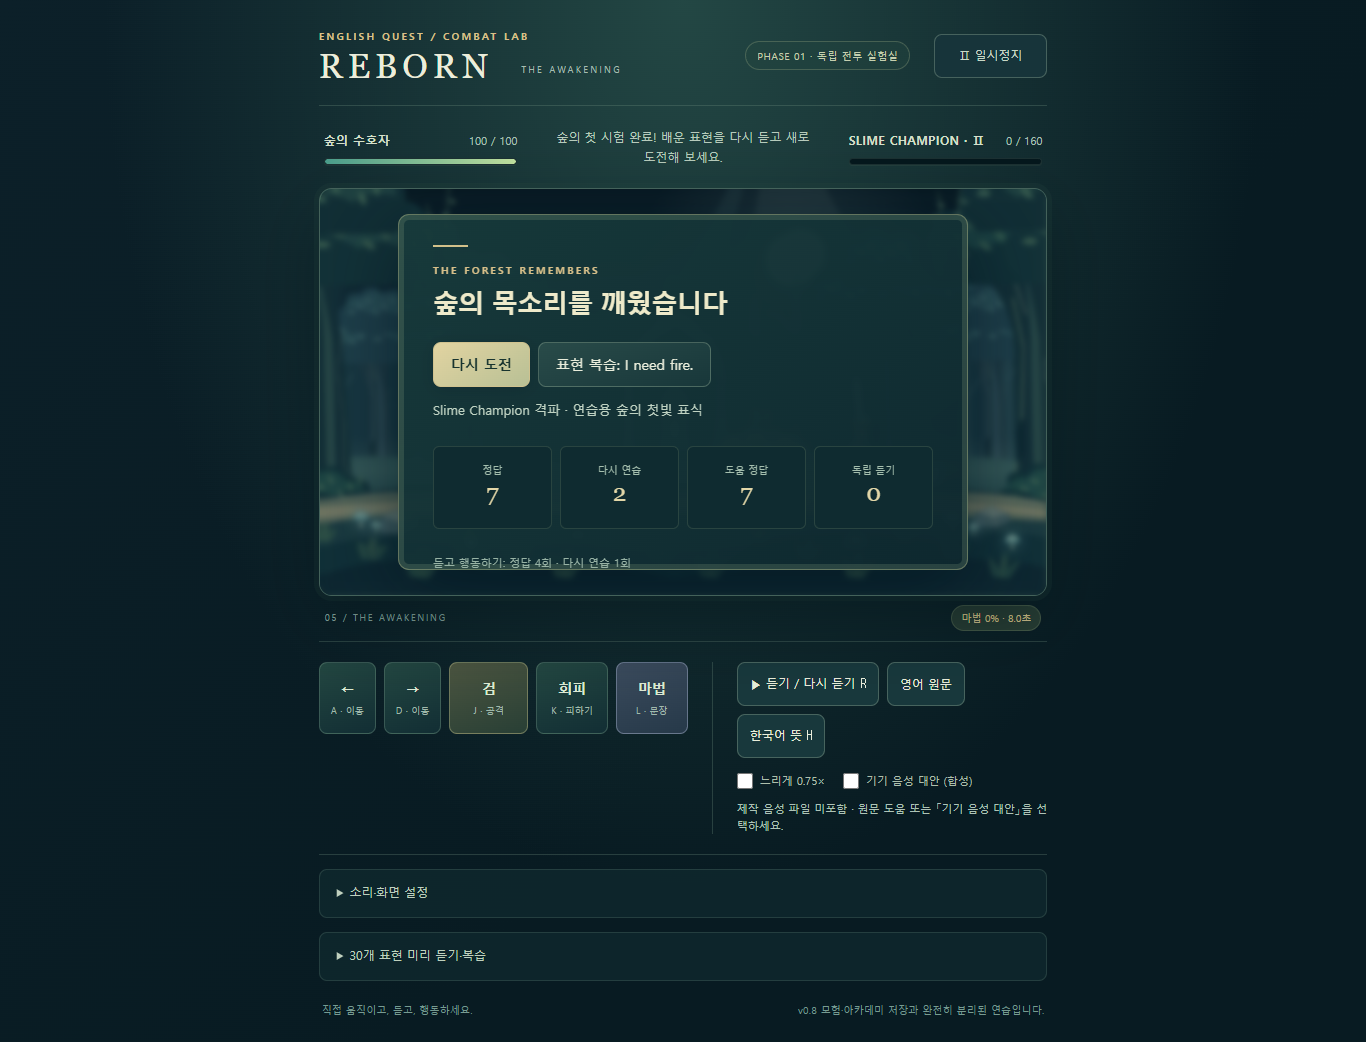 ENGLISH QUEST / COMBAT LAB
REBORN THE AWAKENING
PHASE 01 · 독립 전투 실험실
Ⅱ 일시정지
숲의 수호자 100 / 100
숲의 첫 시험 완료! 배운 표현을 다시 듣고 새로
도전해 보세요.
SLIME CHAMPION · Ⅱ 0 / 160
THE FOREST REMEMBERS
숲의 목소리를 깨웠습니다
다시 도전
표현 복습: I need fire.
Slime Champion 격파 · 연습용 숲의 첫빛 표식
정답
7
다시 연습
2
도움 정답
7
독립 듣기
0
듣고 행동하기: 정답 4회 · 다시 연습 1회
05 / THE AWAKENING
마법 0% · 8.0초
←
A · 이동
→
D · 이동
검
J · 공격
회피
K · 피하기
마법
L · 문장
▶ 듣기 / 다시 듣기 R
영어 원문
한국어 뜻 H
느리게 0.75×
기기 음성 대안 (합성)
제작 음성 파일 미포함 · 원문 도움 또는 「기기 음성 대안」을 선
택하세요.
▶ 소리·화면 설정
▶ 30개 표현 미리 듣기·복습
직접 움직이고, 듣고, 행동하세요.
v0.8 모험·아카데미 저장과 완전히 분리된 연습입니다.